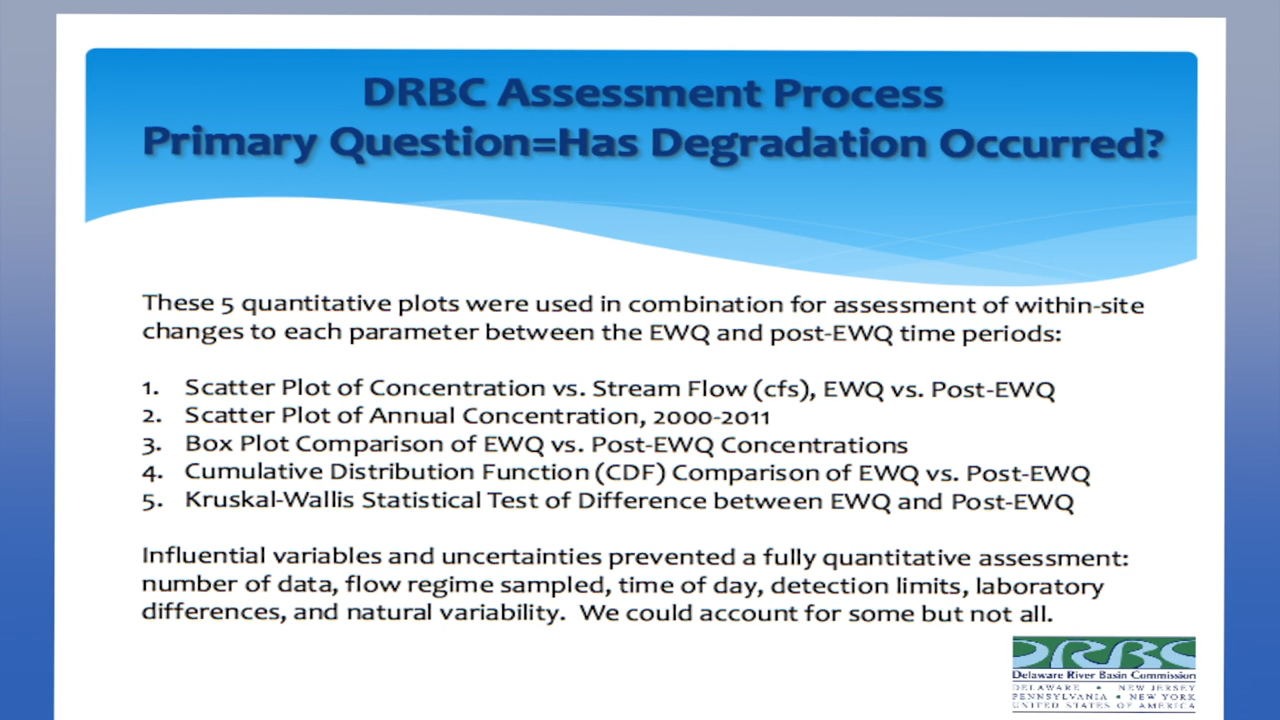 DRBC Assessment Process
Primary Question=Has Degradation Occurred?
These 5 quantitative plots were used in combination for assessment of within-site
changes to each parameter between the EWQ and post-EWQ time periods:
1. Scatter Plot of Concentration vs. Stream Flow (cfs), EWQ vs. Post-EWQ
2. Scatter Plot of Annual Concentration, 2000-2011
3. Box Plot Comparison of EWQ vs. Post-EWQ Concentrations
4. Cumulative Distribution Function (CDF) Comparison of EWQ vs. Post-EWQ
5. Kruskal-Wallis Statistical Test of Difference between EWQ and Post-EWQ
Influential variables and uncertainties prevented a fully quantitative assessment:
number of data, flow regime sampled, time of day, detection limits, laboratory
differences, and natural variability. We could account for some but not all.
DRBC
Delaware River Basin Commission
DELAWARE • NEW JERSEY
PENNSYLVANIA • NEW YORK
UNITED STATES OF AMERICA